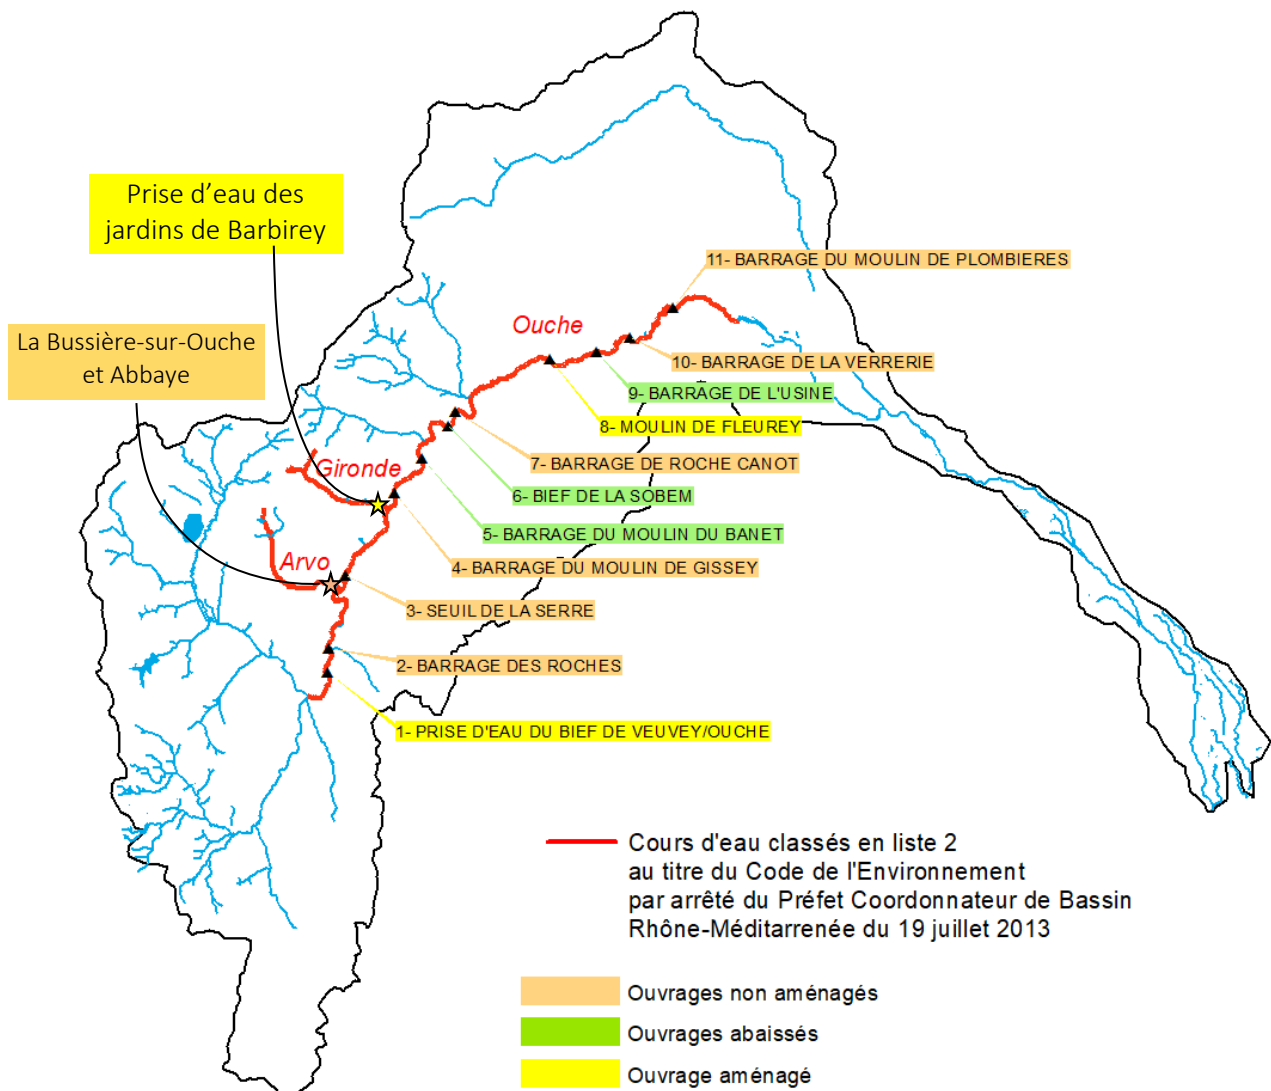 Prise d'eau des
jardins de Barbirey
La Bussière-sur-Ouche
et Abbaye
11- BARRAGE DU MOULIN DE PLOMBIERES
Ouche
10- BARRAGE DE LA VERRERIE
9- BARRAGE DE L'USINE
8- MOULIN DE FLEUREY
7- BARRAGE DE ROCHE CANOT
Gironde
6- BIEF DE LA SOBEM
5- BARRAGE DU MOULIN DU BANET
Arvo
4- BARRAGE DU MOULIN DE GISSEY
3- SEUIL DE LA SERRE
2- BARRAGE DES ROCHES
1- PRISE D'EAU DU BIEF DE VEUVEY/OUCHE
Cours d'eau classés en liste 2
au titre du Code de l'Environnement
par arrêté du Préfet Coordonnateur de Bassin
Rhône-Méditarrenée du 19 juillet 2013
Ouvrages non aménagés
Ouvrages abaissés
Ouvrage aménagé